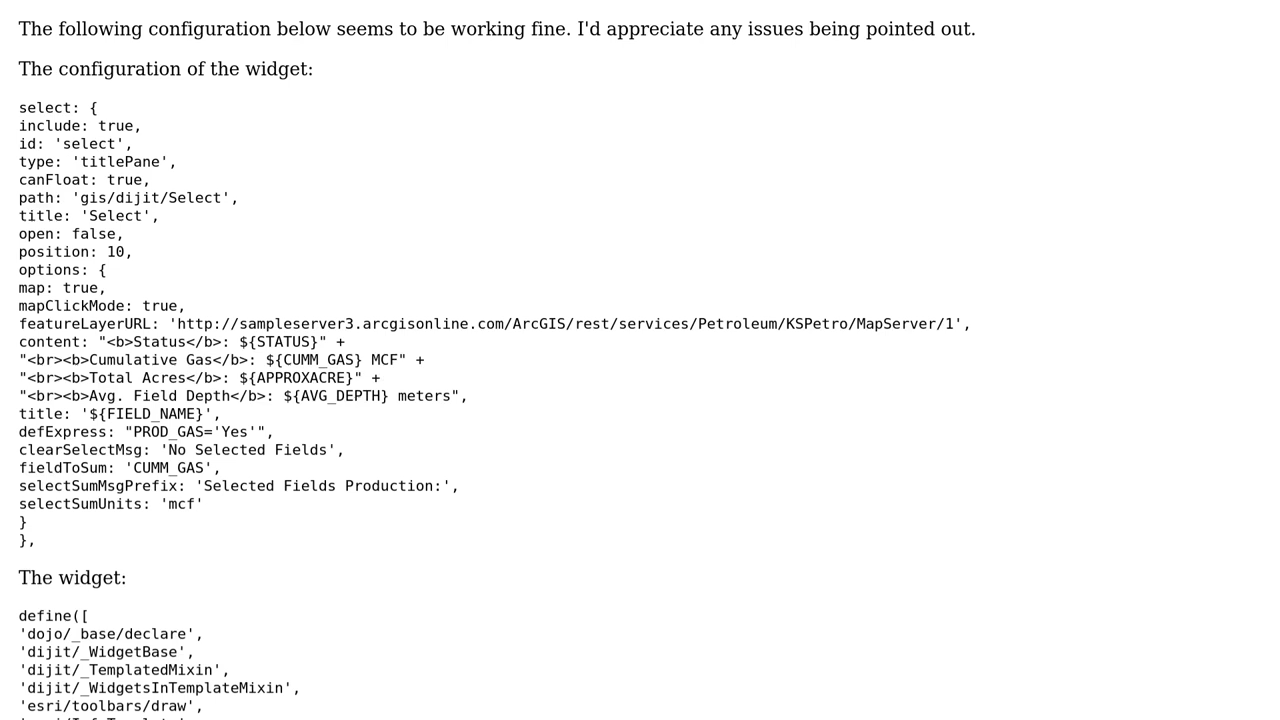 The following configuration below seems to be working fine. I'd appreciate any issues being pointed out.
The configuration of the widget:
select: {
include: true,
id: 'select',
type: 'titlePane',
canFloat: true,
path: 'gis/dijit/Select',
title: 'Select',
open: false,
position: 10,
options: {
map: true,
mapClickMode: true,
featureLayerURL: 'http://sampleserver3.arcgisonline.com/ArcGIS/rest/services/Petroleum/KSPetro/MapServer/1',
content: "<b>Status</b>: ${STATUS}" +
"<br><b>Cumulative Gas</b>: ${CUMM_GAS} MCF" +
"<br><b>Total Acres</b>: ${APPROXACRE}" +
"<br><b>Avg. Field Depth</b>: ${AVG_DEPTH} meters",
title: '${FIELD_NAME}',
defExpress: "PROD_GAS='Yes'",
clearSelectMsg: 'No Selected Fields',
fieldToSum: 'CUMM_GAS',
selectSumMsgPrefix: 'Selected Fields Production:',
selectSumUnits: 'mcf'
}
},
The widget:
define([
'dojo/_base/declare',
'dijit/_WidgetBase',
'dijit/_TemplatedMixin',
'dijit/_WidgetsInTemplateMixin',
'esri/toolbars/draw',